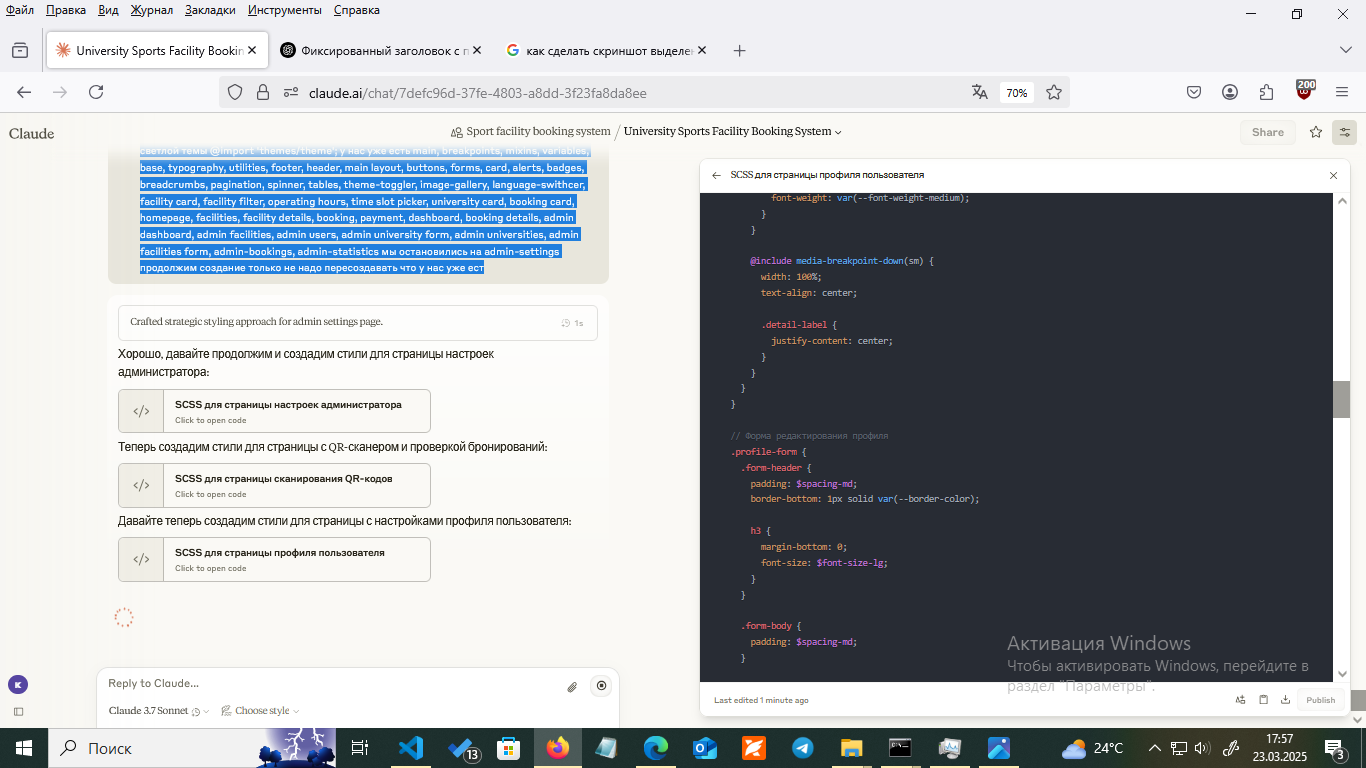 Файл Правка Вид Журнал Закладки Инструменты Справка
University Sports Facility Bookin
Фиксированный заголовок с п
как сделать скриншот выделен
claude.ai/chat/7defc96d-37fe-4803-a8dd-3f23fa8da8ee
70%
200
Claude
Sport facility booking system / University Sports Facility Booking System
Share
светлой темы @import 'themes/theme'; у нас уже есть main, breakpoints, mixins, variables,
base, typography, utilities, footer, header, main layout, buttons, forms, card, alerts, badges,
breadcrumbs, pagination, spinner, tables, theme-toggler, image-gallery, language-swithcer,
facility card, facility filter, operating hours, time slot picker, university card, booking card,
homepage, facilities, facility details, booking, payment, dashboard, booking details, admin
dashboard, admin facilities, admin users, admin university form, admin universities, admin
facilities form, admin-bookings, admin-statistics мы остановились на admin-settings
продолжим создание только не надо пересоздавать что у нас уже ест
Crafted strategic styling approach for admin settings page.
1s
Хорошо, давайте продолжим и создадим стили для страницы настроек
администратора:
</> SCSS для страницы настроек администратора
Click to open code
Теперь создадим стили для страницы с QR-сканером и проверкой бронирований:
</> SCSS для страницы сканирования QR-кодов
Click to open code
Давайте теперь создадим стили для страницы с настройками профиля пользователя:
</> SCSS для страницы профиля пользователя
Click to open code
K
Reply to Claude...
Claude 3.7 Sonnet
Choose style
SCSS для страницы профиля пользователя
font-weight: var(--font-weight-medium);
}
}
@include media-breakpoint-down(sm) {
width: 100%;
text-align: center;
.detail-label {
justify-content: center;
}
}
}
}
// Форма редактирования профиля
.profile-form {
.form-header {
padding: $spacing-md;
border-bottom: 1px solid var(--border-color);
h3 {
margin-bottom: 0;
font-size: $font-size-lg;
}
}
.form-body {
padding: $spacing-md;
}
Активация Windows
Чтобы активировать Windows, перейдите в
раздел "Параметры".
Last edited 1 minute ago
Publish
Поиск
13
24°C
17:57
23.03.2025
3